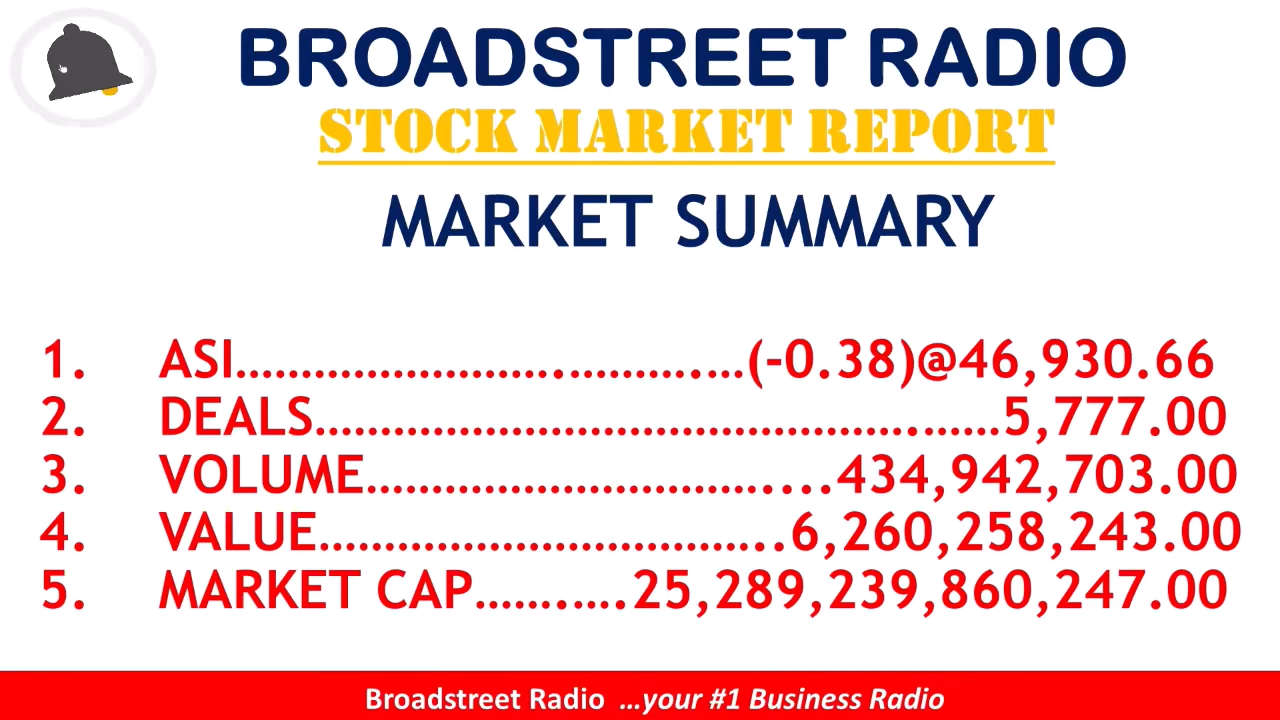 BROADSTREET RADIO
STOCK MARKET REPORT
MARKET SUMMARY
1. ASI……………………..……….…(-0.38)@46,930.66
2. DEALS……………………………………….……5,777.00
3. VOLUME…………………………....434,942,703.00
4. VALUE……………………………..6,260,258,243.00
5. MARKET CAP…….….25,289,239,860,247.00
Broadstreet Radio …your #1 Business Radio